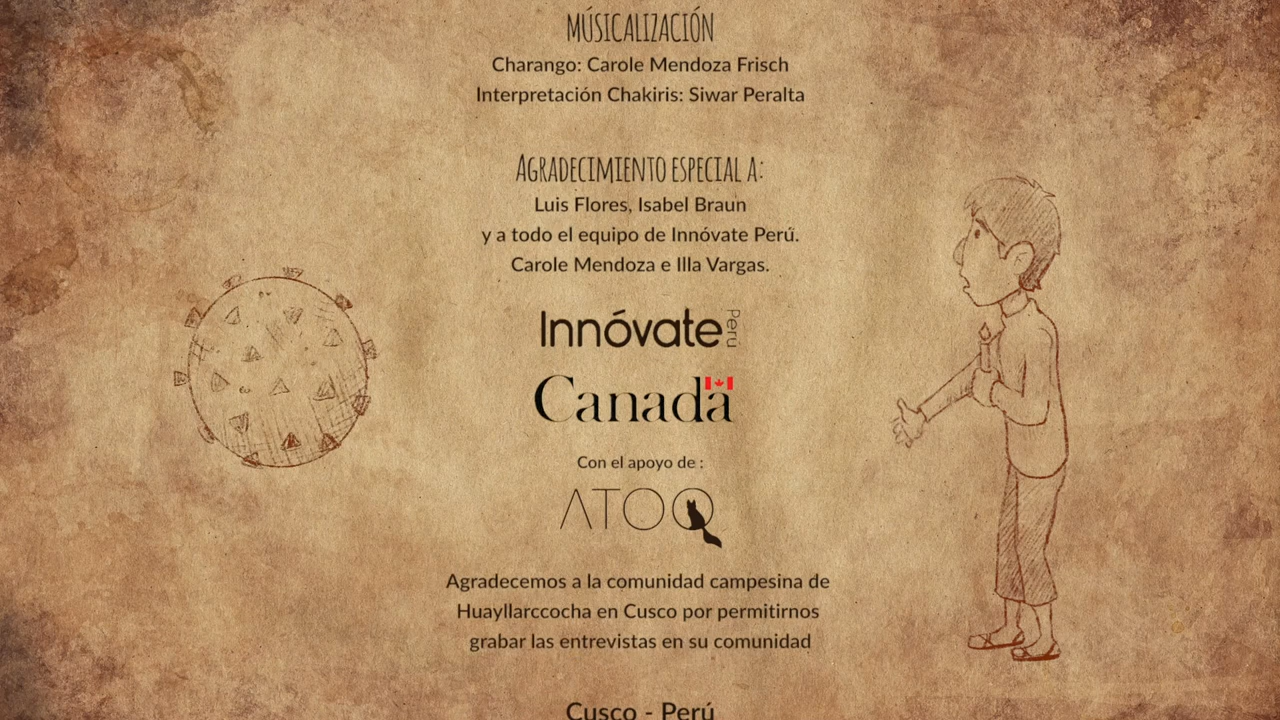 MÚSICALIZACIÓN
Charango: Carole Mendoza Frisch
Interpretación Chakiris: Siwar Peralta
AGRADECIMIENTO ESPECIAL A:
Luis Flores, Isabel Braun
y a todo el equipo de Innóvate Perú.
Carole Mendoza e Illa Vargas.
Innóvate Perú
Canada
Con el apoyo de :
ATOQ
Agradecemos a la comunidad campesina de
Huayllarccocha en Cusco por permitirnos
grabar las entrevistas en su comunidad
Cusco - Perú